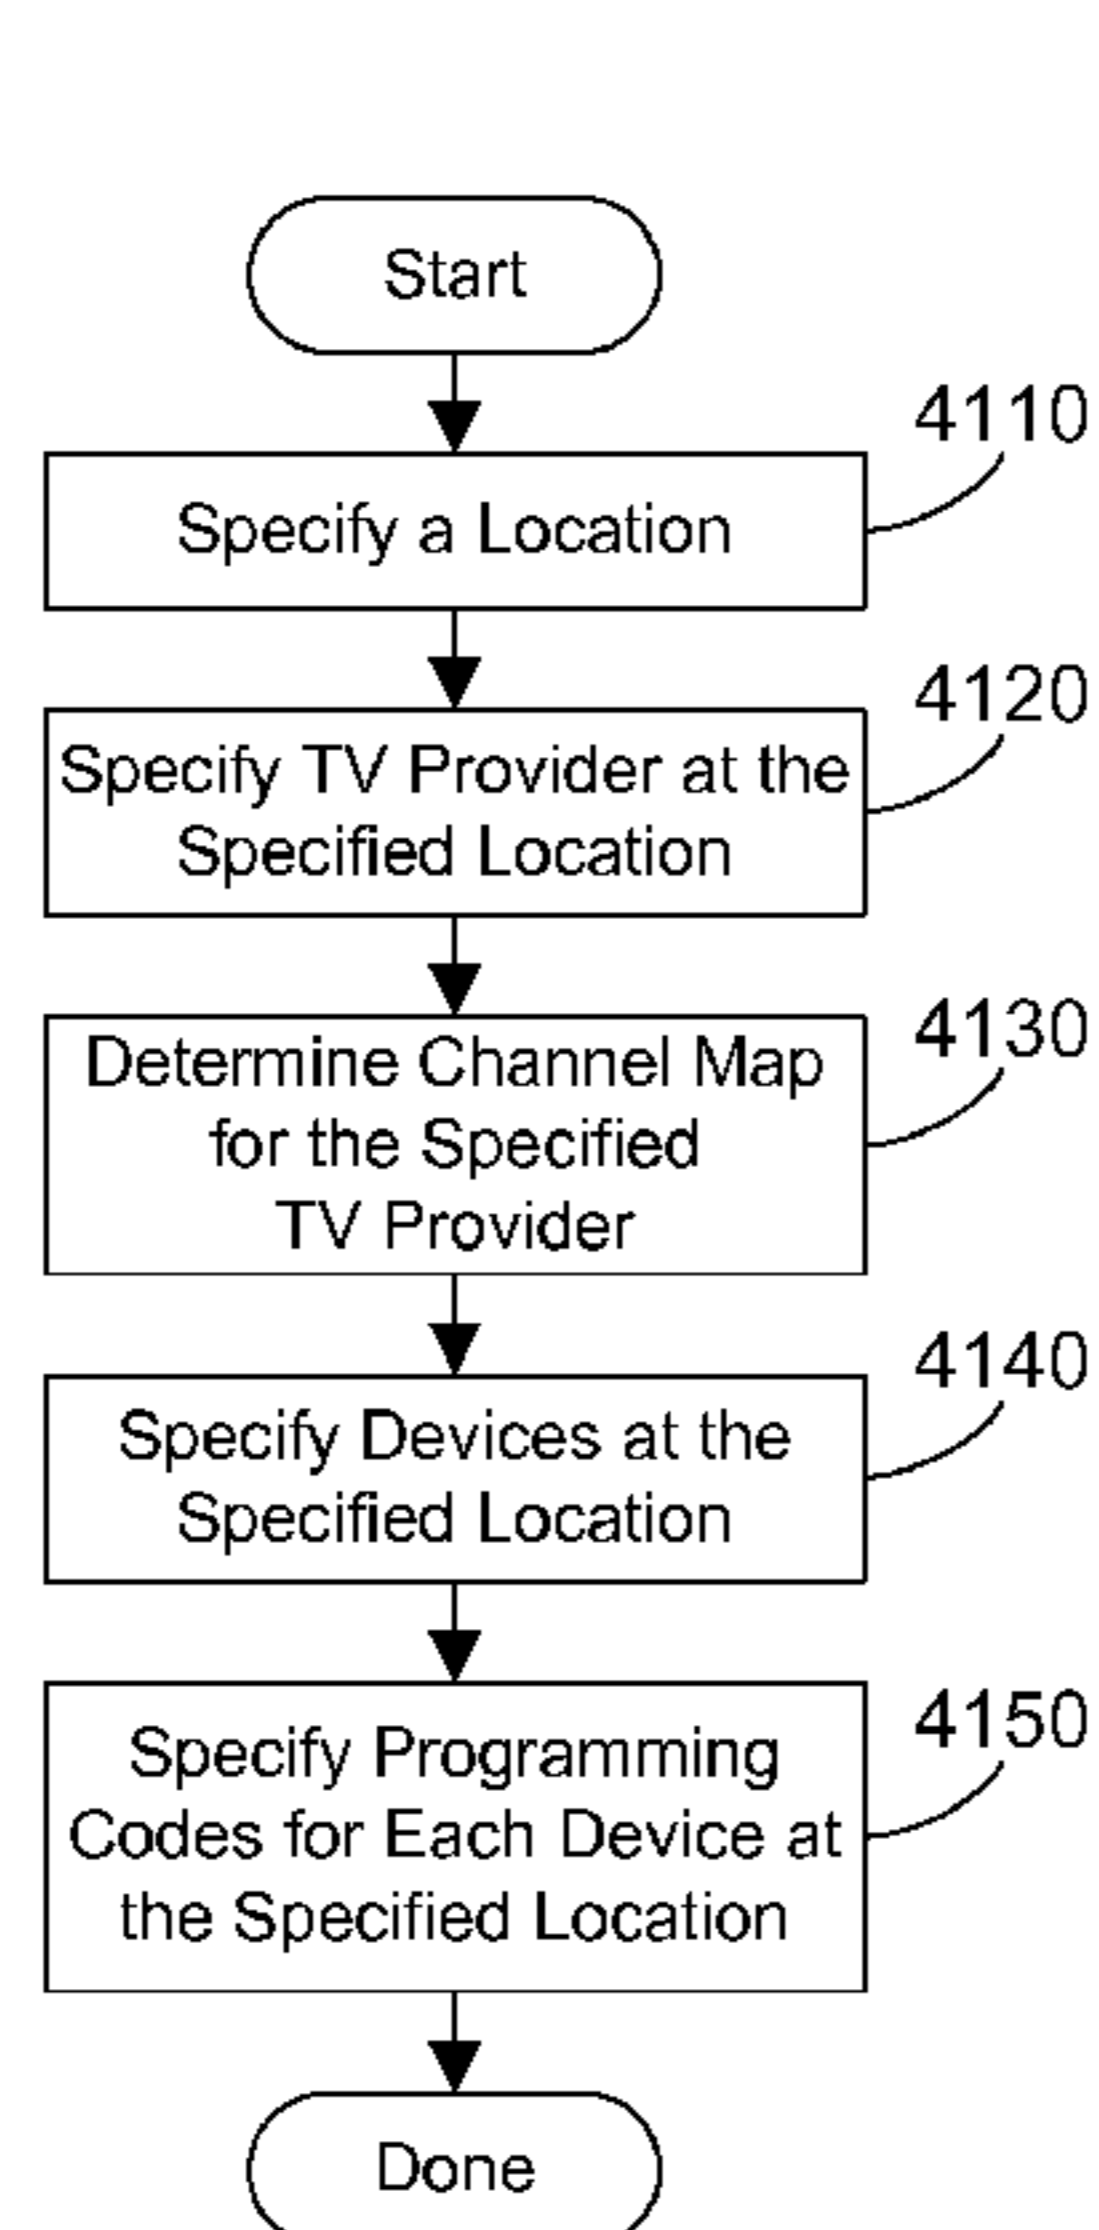 Start
4110
Specify a Location
4120
Specify TV Provider at the
Specified Location
4130
Determine Channel Map
for the Specified
TV Provider
4140
Specify Devices at the
Specified Location
4150
Specify Programming
Codes for Each Device at
the Specified Location
Done